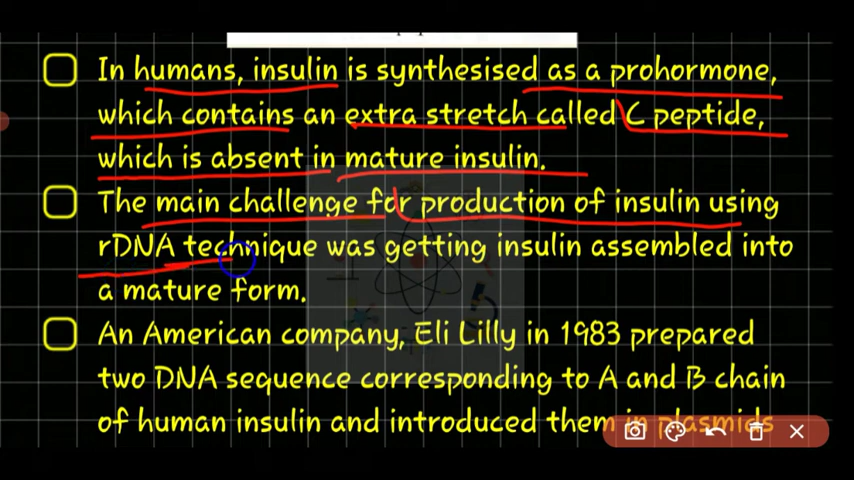 In humans, insulin is synthesised as a prohormone,
which contains an extra stretch called C peptide,
which is absent in mature insulin.
The main challenge for production of insulin using
rDNA technique was getting insulin assembled into
a mature form.
An American company, Eli Lilly in 1983 prepared
two DNA sequence corresponding to A and B chain
of human insulin and introduced them in plasmids